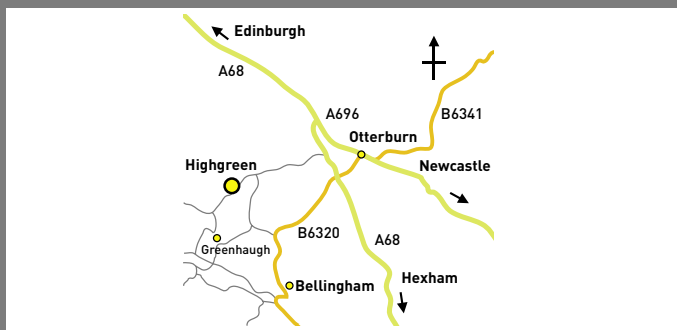 Edinburgh
A68
A696
B6341
Otterburn
Highgreen
Newcastle
B6320
A68
Greenhaugh
Hexham
Bellingham